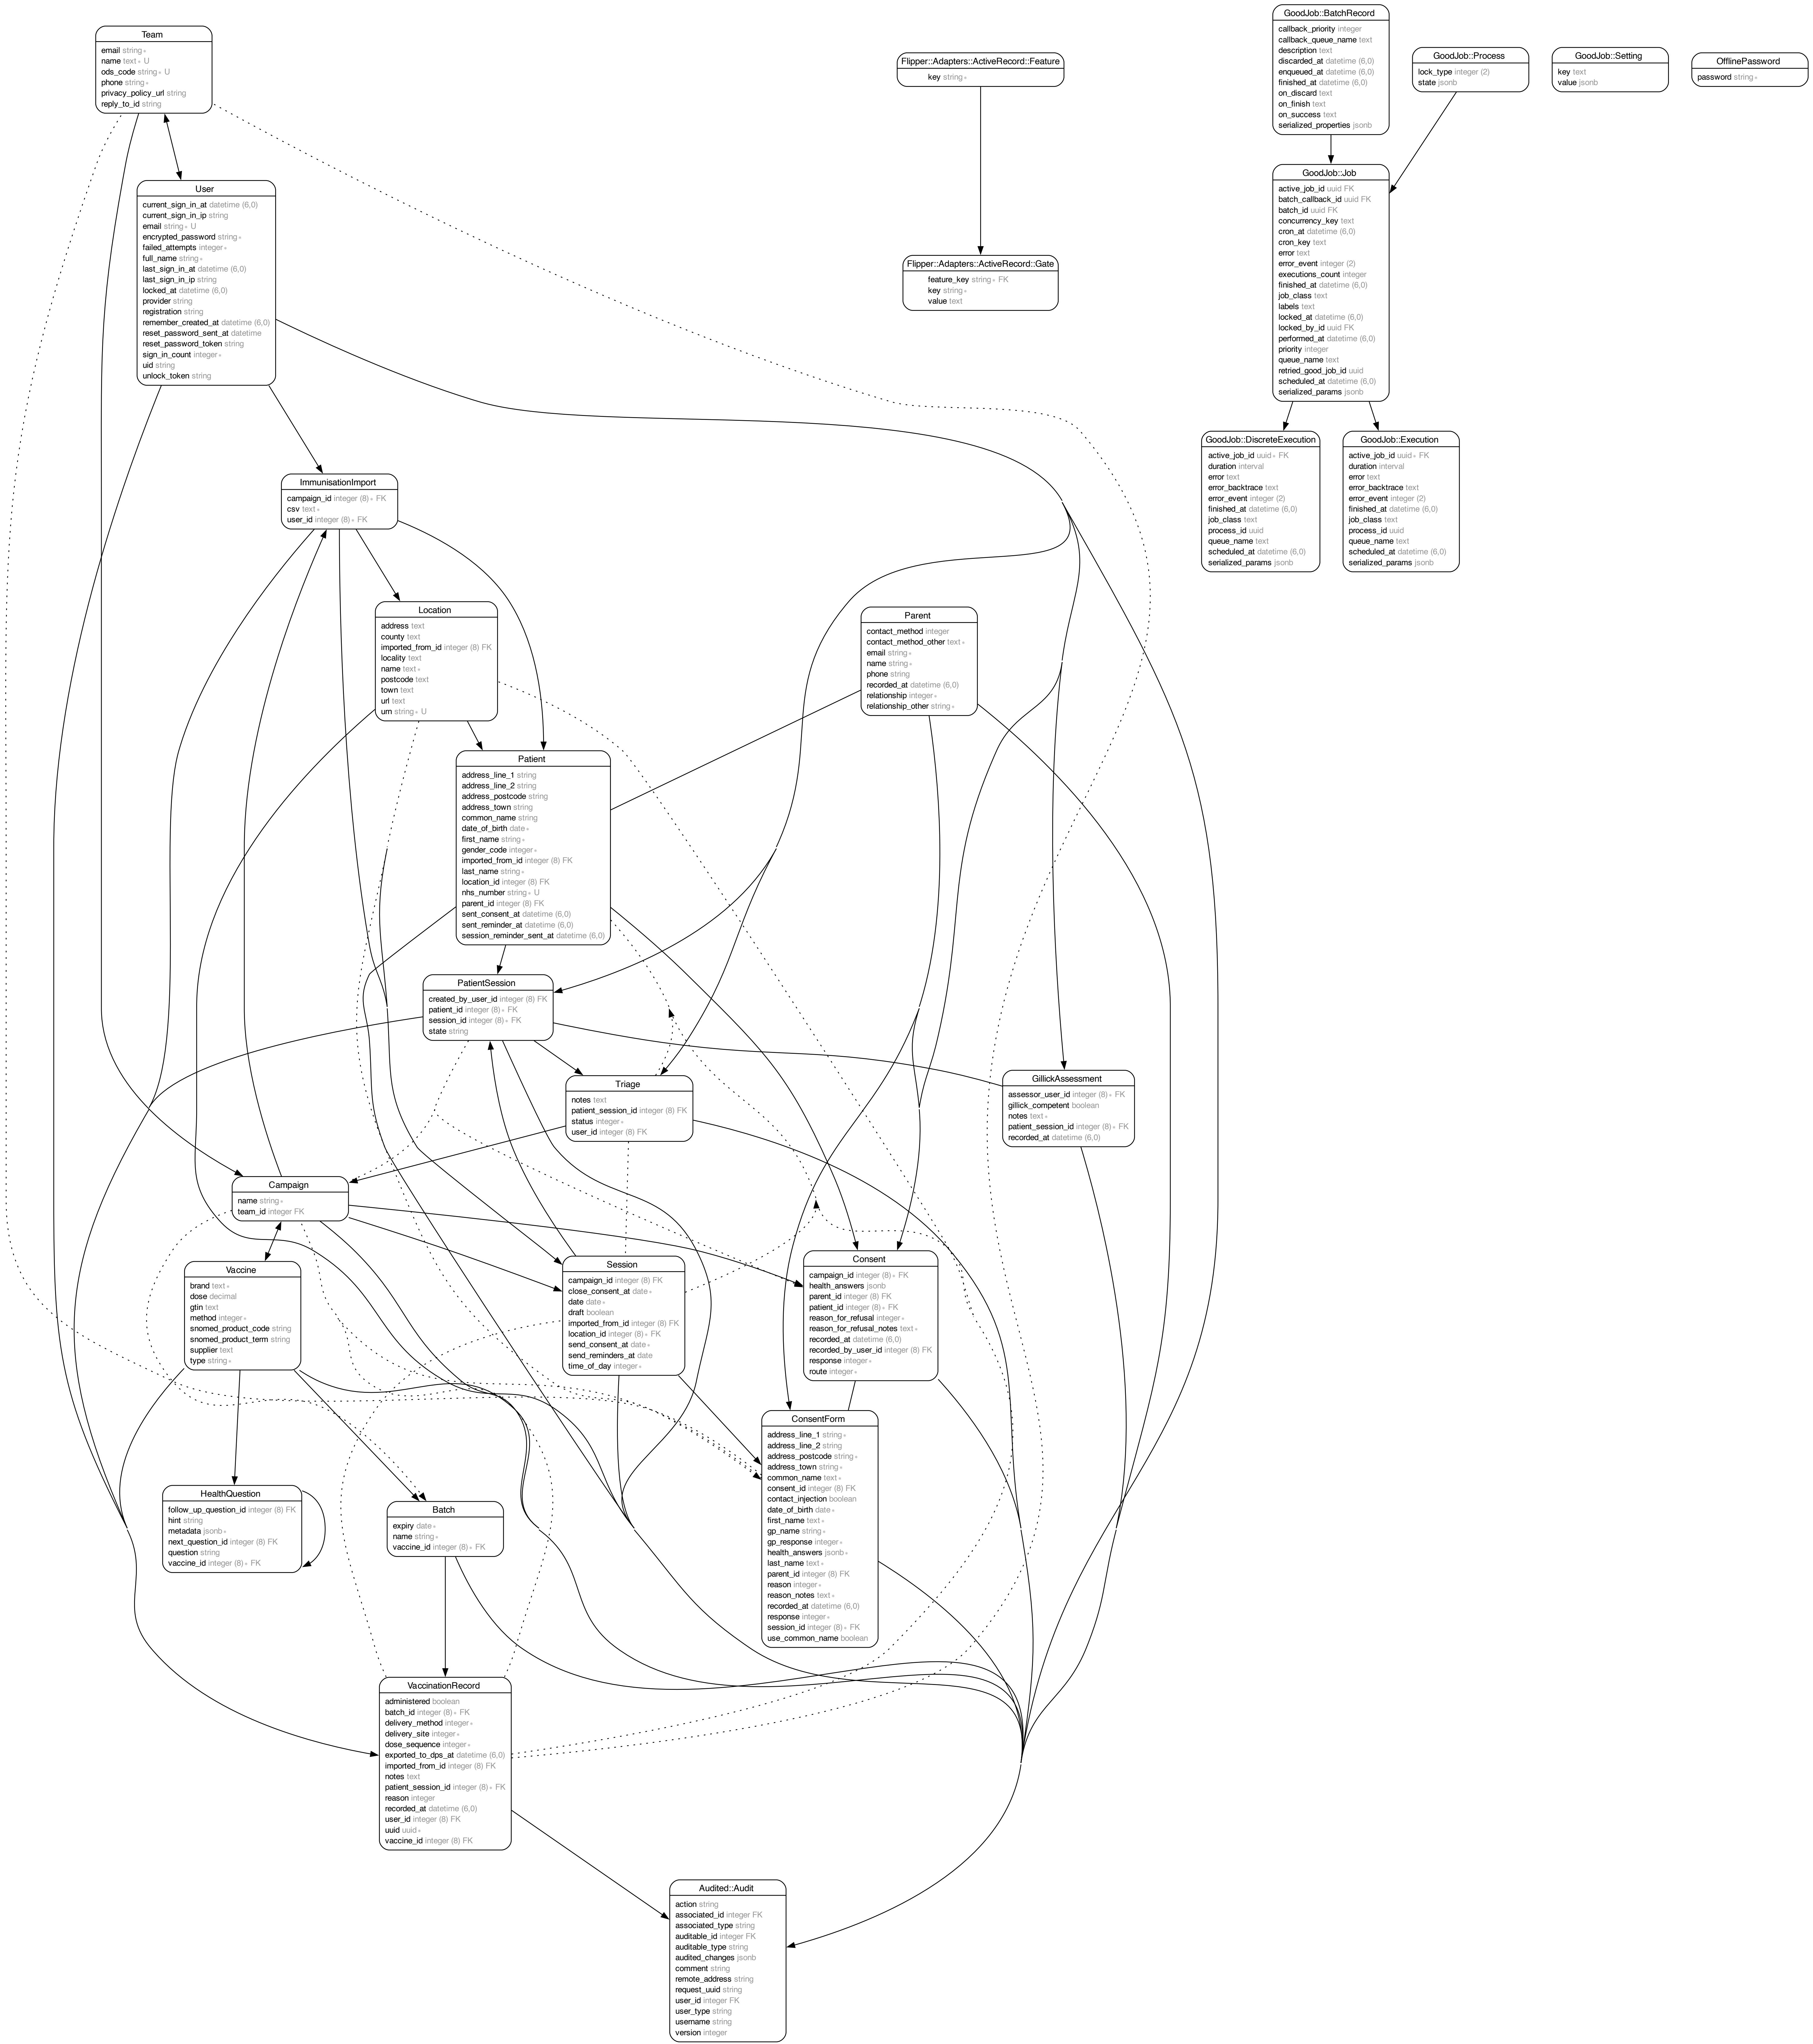 Team
email string ∗
name text ∗ U
ods_code string ∗ U
phone string ∗
privacy_policy_url string
reply_to_id string
User
current_sign_in_at datetime (6,0)
current_sign_in_ip string
email string ∗ U
encrypted_password string ∗
failed_attempts integer ∗
full_name string ∗
last_sign_in_at datetime (6,0)
last_sign_in_ip string
locked_at datetime (6,0)
provider string
registration string
remember_created_at datetime (6,0)
reset_password_sent_at datetime
reset_password_token string
sign_in_count integer ∗
uid string
unlock_token string
Flipper::Adapters::ActiveRecord::Feature
key string ∗
Flipper::Adapters::ActiveRecord::Gate
feature_key string ∗ FK
key string ∗
value text
GoodJob::BatchRecord
callback_priority integer
callback_queue_name text
description text
discarded_at datetime (6,0)
enqueued_at datetime (6,0)
finished_at datetime (6,0)
on_discard text
on_finish text
on_success text
serialized_properties jsonb
GoodJob::Process
lock_type integer (2)
state jsonb
GoodJob::Setting
key text
value jsonb
OfflinePassword
password string ∗
GoodJob::Job
active_job_id uuid FK
batch_callback_id uuid FK
batch_id uuid FK
concurrency_key text
cron_at datetime (6,0)
cron_key text
error text
error_event integer (2)
executions_count integer
finished_at datetime (6,0)
job_class text
labels text
locked_at datetime (6,0)
locked_by_id uuid FK
performed_at datetime (6,0)
priority integer
queue_name text
retried_good_job_id uuid
scheduled_at datetime (6,0)
serialized_params jsonb
GoodJob::DiscreteExecution
active_job_id uuid ∗ FK
duration interval
error text
error_backtrace text
error_event integer (2)
finished_at datetime (6,0)
job_class text
process_id uuid
queue_name text
scheduled_at datetime (6,0)
serialized_params jsonb
GoodJob::Execution
active_job_id uuid ∗ FK
duration interval
error text
error_backtrace text
error_event integer (2)
finished_at datetime (6,0)
job_class text
process_id uuid
queue_name text
scheduled_at datetime (6,0)
serialized_params jsonb
ImmunisationImport
campaign_id integer (8) ∗ FK
csv text ∗
user_id integer (8) ∗ FK
Location
address text
county text
imported_from_id integer (8) FK
locality text
name text ∗
postcode text
town text
url text
urn string ∗ U
Parent
contact_method integer
contact_method_other text ∗
email string ∗
name string ∗
phone string
recorded_at datetime (6,0)
relationship integer ∗
relationship_other string ∗
Patient
address_line_1 string
address_line_2 string
address_postcode string
address_town string
common_name string
date_of_birth date ∗
first_name string ∗
gender_code integer ∗
imported_from_id integer (8) FK
last_name string ∗
location_id integer (8) FK
nhs_number string ∗ U
parent_id integer (8) FK
sent_consent_at datetime (6,0)
sent_reminder_at datetime (6,0)
session_reminder_sent_at datetime (6,0)
PatientSession
created_by_user_id integer (8) FK
patient_id integer (8) ∗ FK
session_id integer (8) ∗ FK
state string
Triage
notes text
patient_session_id integer (8) FK
status integer ∗
user_id integer (8) FK
GillickAssessment
assessor_user_id integer (8) ∗ FK
gillick_competent boolean
notes text ∗
patient_session_id integer (8) ∗ FK
recorded_at datetime (6,0)
Campaign
name string ∗
team_id integer FK
Vaccine
brand text ∗
dose decimal
gtin text
method integer ∗
snomed_product_code string
snomed_product_term string
supplier text
type string ∗
Session
campaign_id integer (8) FK
close_consent_at date ∗
date date ∗
draft boolean
imported_from_id integer (8) FK
location_id integer (8) ∗ FK
send_consent_at date ∗
send_reminders_at date
time_of_day integer ∗
Consent
campaign_id integer (8) ∗ FK
health_answers jsonb
parent_id integer (8) FK
patient_id integer (8) ∗ FK
reason_for_refusal integer ∗
reason_for_refusal_notes text ∗
recorded_at datetime (6,0)
recorded_by_user_id integer (8) FK
response integer ∗
route integer ∗
ConsentForm
address_line_1 string ∗
address_line_2 string
address_postcode string ∗
address_town string ∗
common_name text ∗
consent_id integer (8) FK
contact_injection boolean
date_of_birth date ∗
first_name text ∗
gp_name string ∗
gp_response integer ∗
health_answers jsonb ∗
last_name text ∗
parent_id integer (8) FK
reason integer ∗
reason_notes text ∗
recorded_at datetime (6,0)
response integer ∗
session_id integer (8) ∗ FK
use_common_name boolean
HealthQuestion
follow_up_question_id integer (8) FK
hint string
metadata jsonb ∗
next_question_id integer (8) FK
question string
vaccine_id integer (8) ∗ FK
Batch
expiry date ∗
name string ∗
vaccine_id integer (8) ∗ FK
VaccinationRecord
administered boolean
batch_id integer (8) ∗ FK
delivery_method integer ∗
delivery_site integer ∗
dose_sequence integer ∗
exported_to_dps_at datetime (6,0)
imported_from_id integer (8) FK
notes text
patient_session_id integer (8) ∗ FK
reason integer
recorded_at datetime (6,0)
user_id integer (8) FK
uuid uuid ∗
vaccine_id integer (8) FK
Audited::Audit
action string
associated_id integer FK
associated_type string
auditable_id integer FK
auditable_type string
audited_changes jsonb
comment string
remote_address string
request_uuid string
user_id integer FK
user_type string
username string
version integer